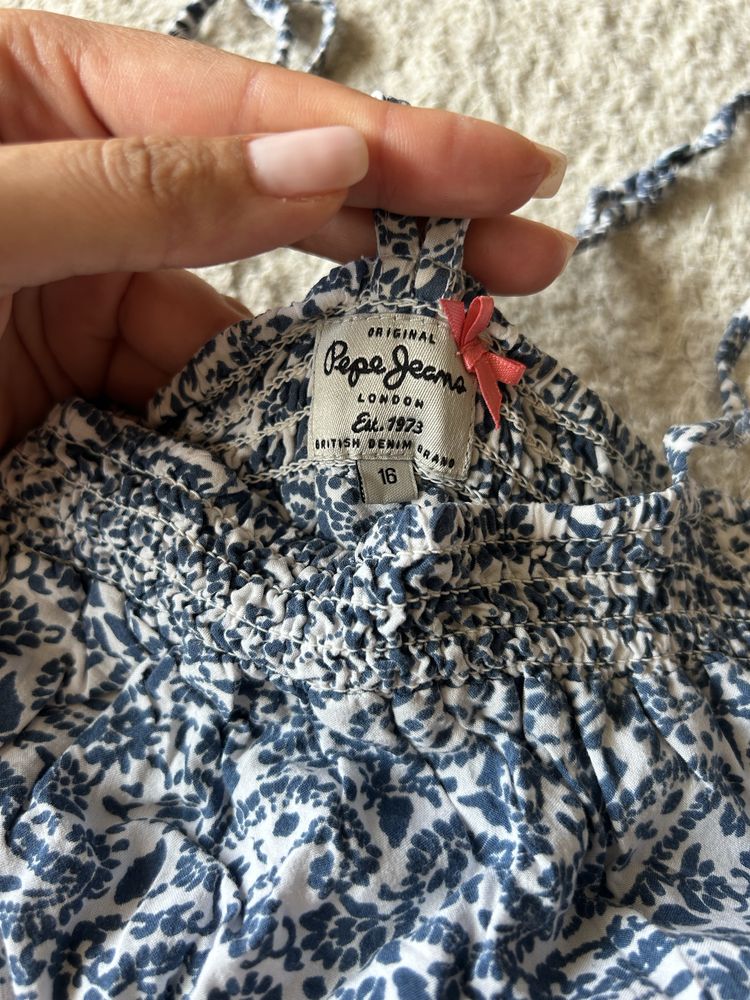 ORIGINAL
Pepe Jeans
LONDON
Est. 1973
BRITISH DENIM BRAND
16